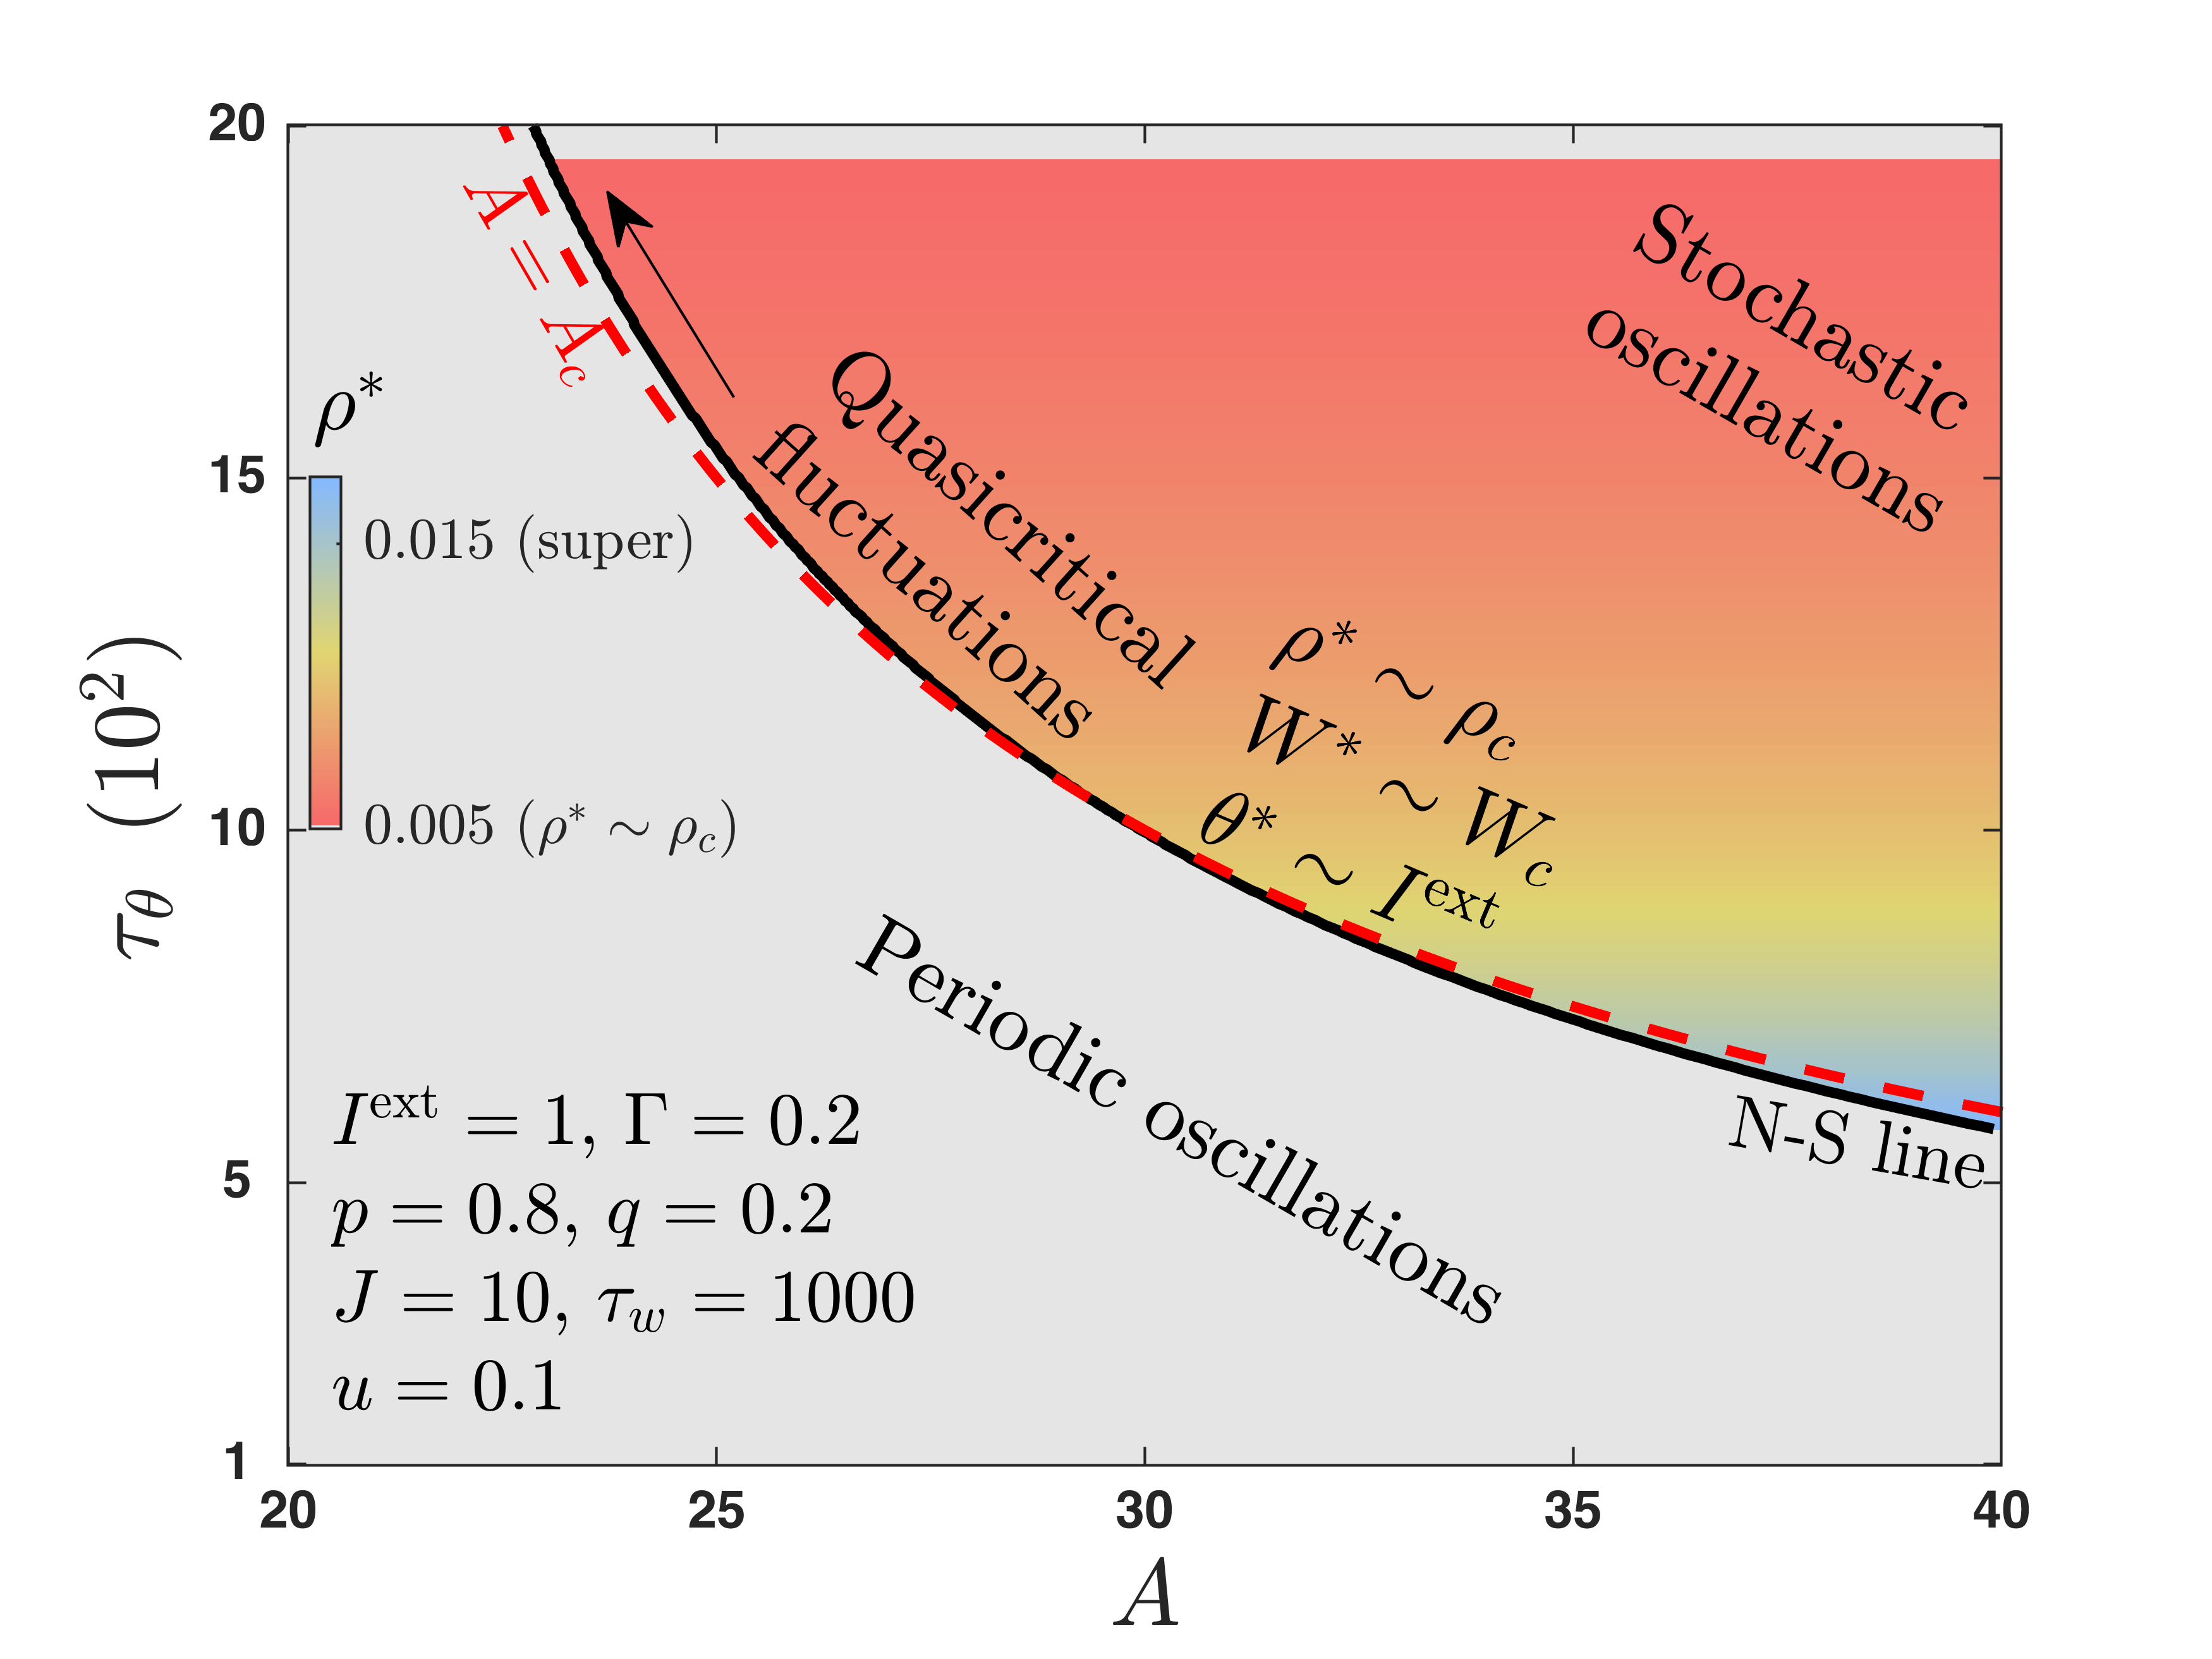 20
15
10
5
1
τθ (10²)
20
25
30
35
40
A
A = Ac
ρ*
0.015 (super)
0.005 (ρ* ∼ ρc)
Stochastic
oscillations
Quasicritical
fluctuations
ρ* ∼ ρc
W* ∼ Wc
θ* ∼ I^ext
Periodic oscillations
N-S line
I^ext = 1, Γ = 0.2
p = 0.8, q = 0.2
J = 10, τw = 1000
u = 0.1